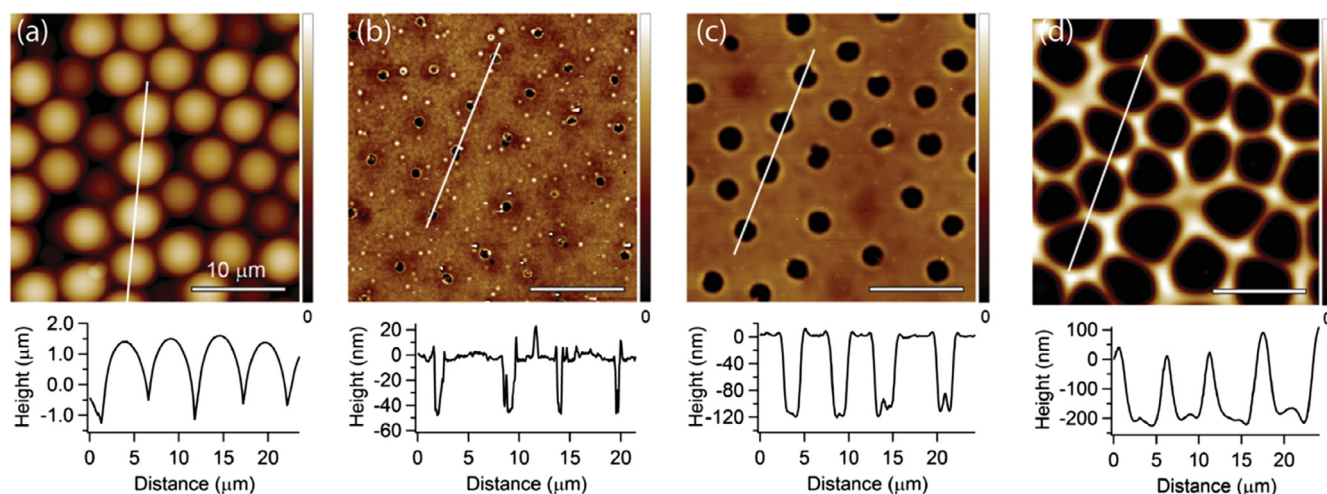 (a)
10 μm
0
(b)
0
(c)
0
(d)
0
Height (μm)
2.0
1.0
0.0
-1.0
0 5 10 15 20
Distance (μm)
Height (nm)
20
0
-20
-40
-60
0 5 10 15 20
Distance (μm)
Height (nm)
0
-40
-80
-120
0 5 10 15 20
Distance (μm)
Height (nm)
100
0
-100
-200
0 5 10 15 20
Distance (μm)